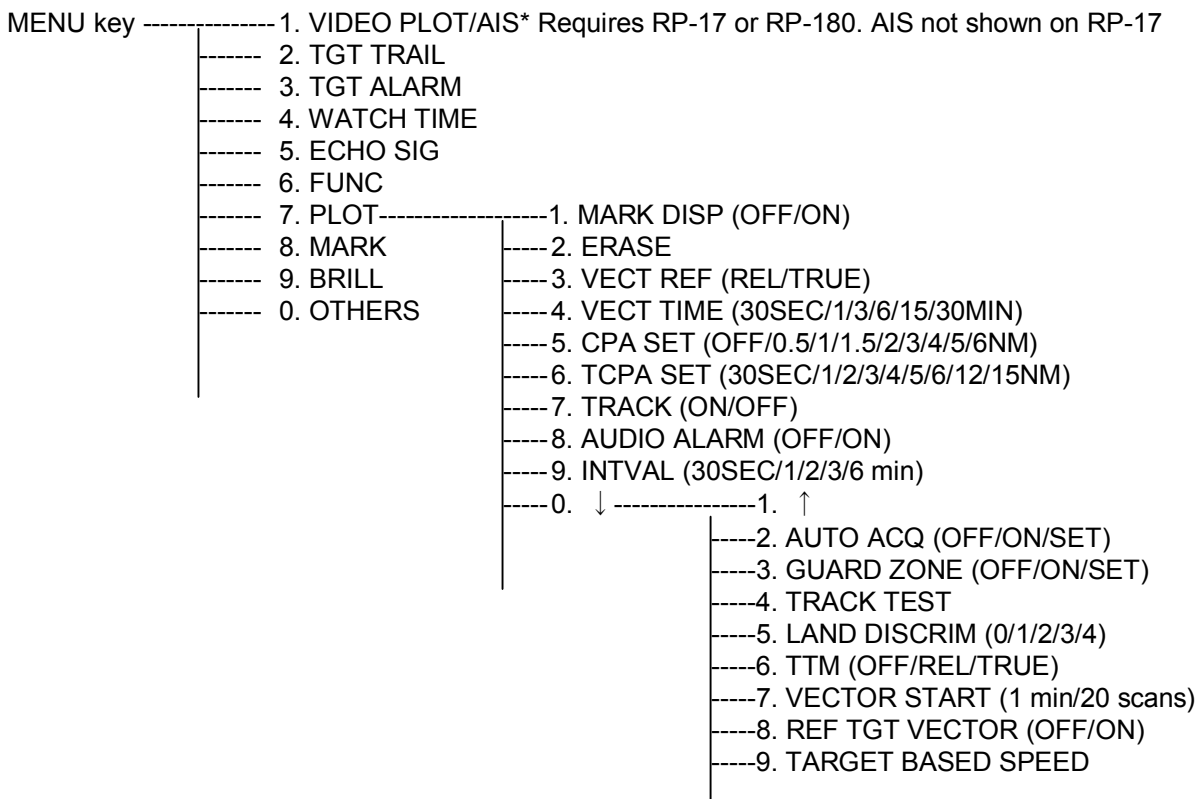 MENU key ---------------1. VIDEO PLOT/AIS* Requires RP-17 or RP-180. AIS not shown on RP-17
------- 2. TGT TRAIL
------- 3. TGT ALARM
------- 4. WATCH TIME
------- 5. ECHO SIG
------- 6. FUNC
------- 7. PLOT-------------------1. MARK DISP (OFF/ON)
------- 8. MARK -----2. ERASE
------- 9. BRILL -----3. VECT REF (REL/TRUE)
------- 0. OTHERS -----4. VECT TIME (30SEC/1/3/6/15/30MIN)
-----5. CPA SET (OFF/0.5/1/1.5/2/3/4/5/6NM)
-----6. TCPA SET (30SEC/1/2/3/4/5/6/12/15NM)
-----7. TRACK (ON/OFF)
-----8. AUDIO ALARM (OFF/ON)
-----9. INTVAL (30SEC/1/2/3/6 min)
-----0. ↓ ----------------1. ↑
-----2. AUTO ACQ (OFF/ON/SET)
-----3. GUARD ZONE (OFF/ON/SET)
-----4. TRACK TEST
-----5. LAND DISCRIM (0/1/2/3/4)
-----6. TTM (OFF/REL/TRUE)
-----7. VECTOR START (1 min/20 scans)
-----8. REF TGT VECTOR (OFF/ON)
-----9. TARGET BASED SPEED